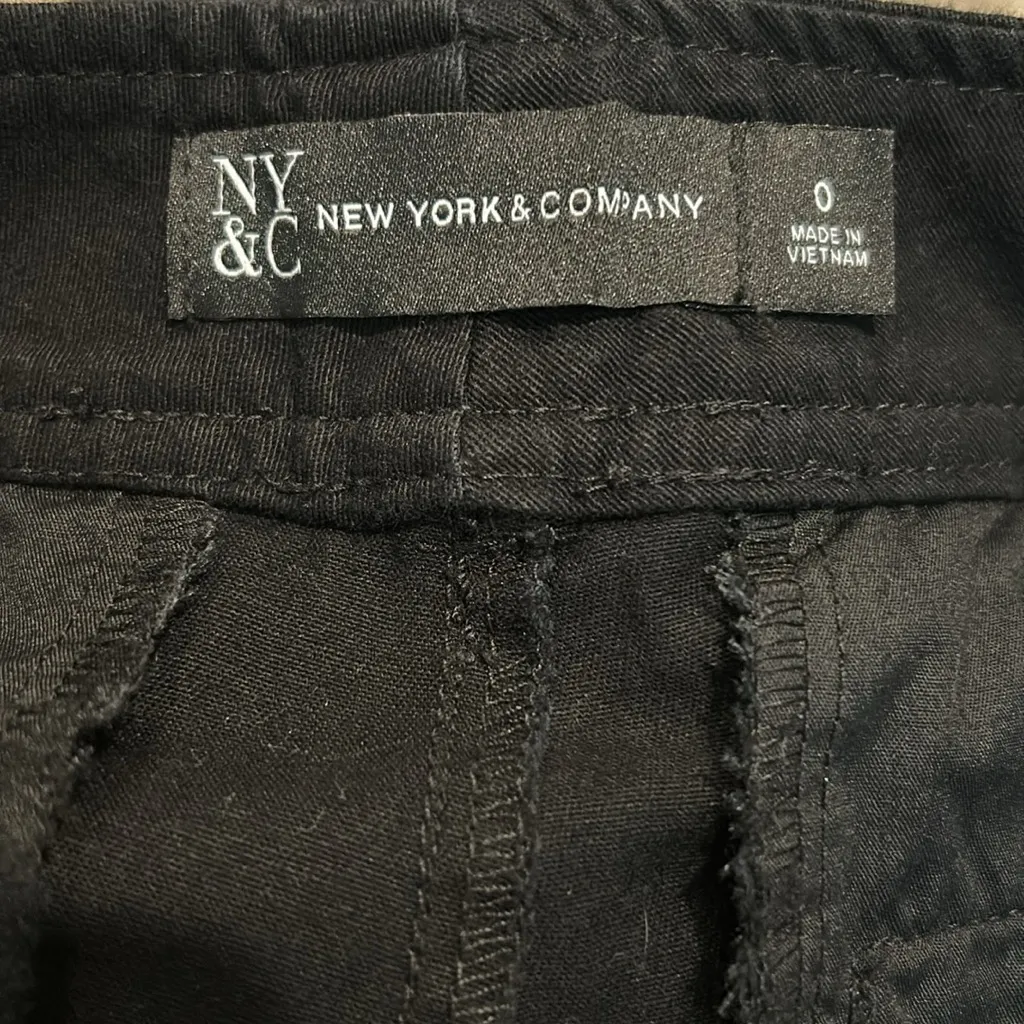 NY
&C
NEW YORK & COMPANY
0
MADE IN
VIETNAM